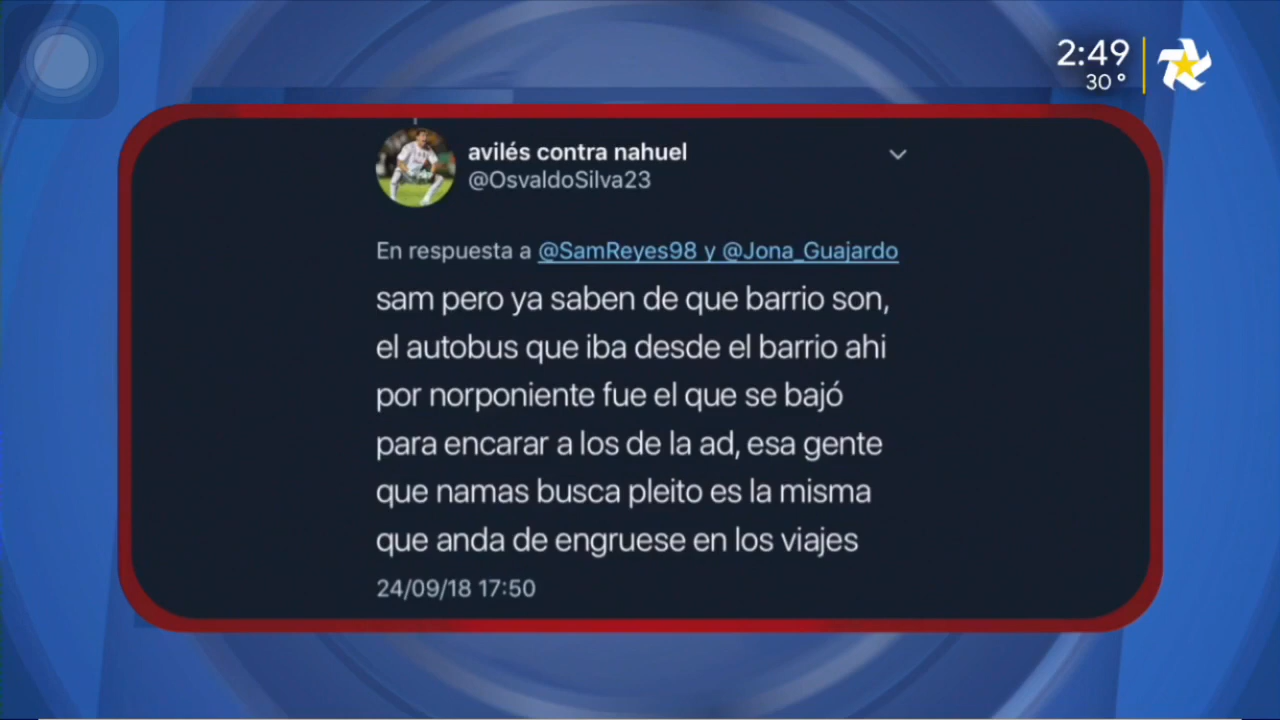 2:49
30°
avilés contra nahuel
@OsvaldoSilva23
En respuesta a @SamReyes98 y @Jona_Guajardo
sam pero ya saben de que barrio son,
el autobus que iba desde el barrio ahi
por norponiente fue el que se bajó
para encarar a los de la ad, esa gente
que namas busca pleito es la misma
que anda de engruese en los viajes
24/09/18 17:50